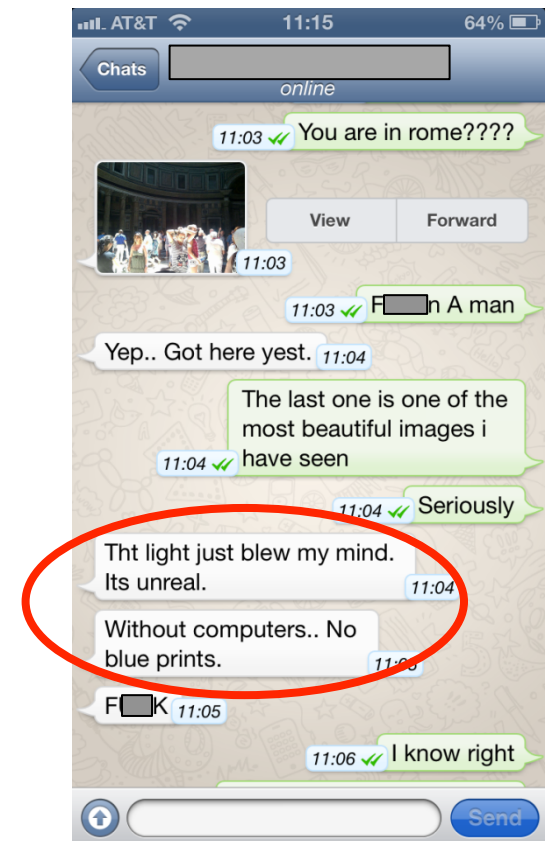 AT&T 11:15 64%
Chats
online
You are in rome????
11:03
View Forward
11:03
F n A man
11:03
Yep.. Got here yest. 11:04
The last one is one of the
most beautiful images i
have seen
11:04
Seriously
11:04
Tht light just blew my mind.
Its unreal.
11:04
Without computers.. No
blue prints.
F K 11:05
I know right
11:06
Send